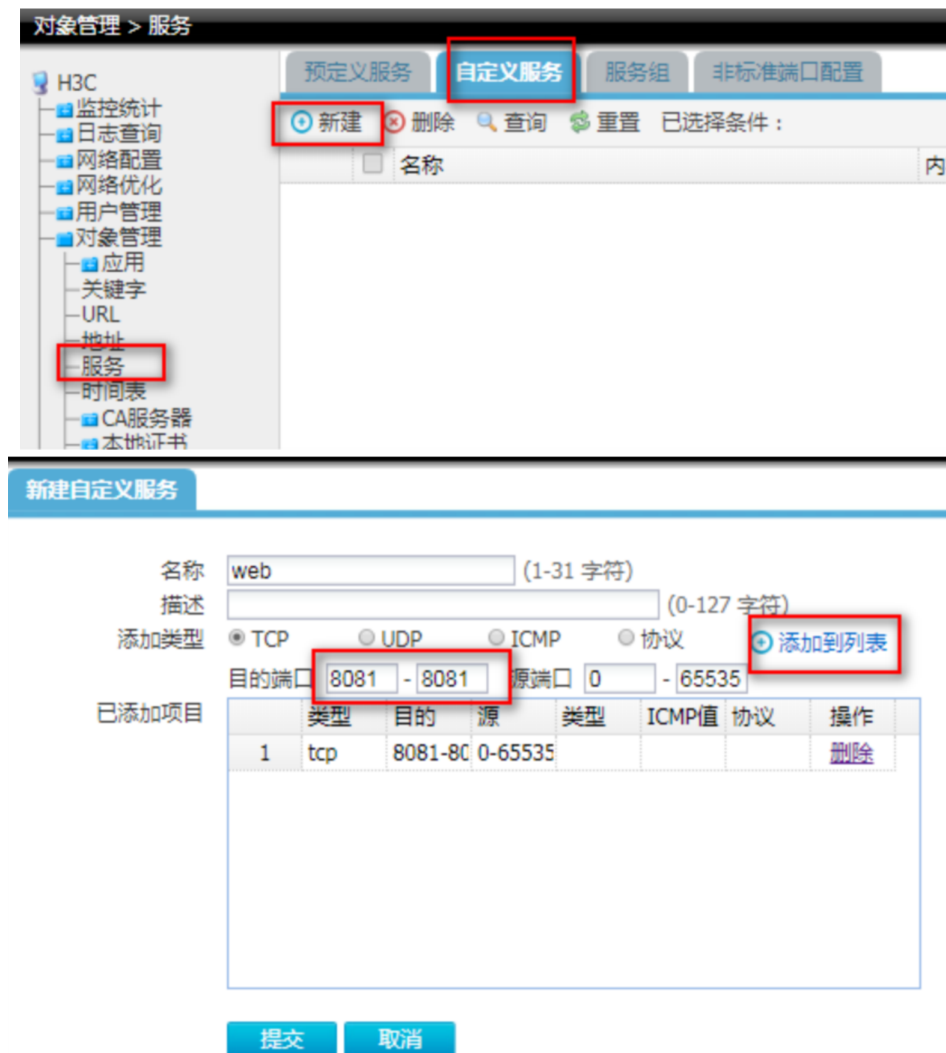 对象管理 > 服务
H3C
监控统计
日志查询
网络配置
网络优化
用户管理
对象管理
应用
关键字
URL
地址
服务
时间表
CA服务器
本地证书
预定义服务 自定义服务 服务组 非标准端口配置
新建 删除 查询 重置 已选择条件：
名称 内
新建自定义服务
名称 web (1-31 字符)
描述 (0-127 字符)
添加类型 TCP UDP ICMP 协议 添加到列表
目的端口 8081 - 8081 源端口 0 - 65535
已添加项目 类型 目的 源 类型 ICMP值 协议 操作
1 tcp 8081-80 0-65535 删除
提交 取消